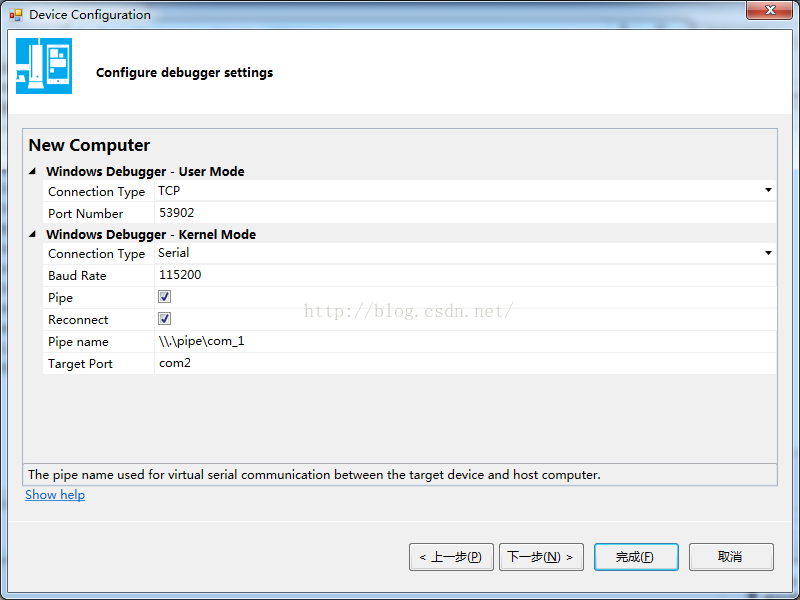 Device Configuration
Configure debugger settings
New Computer
Windows Debugger - User Mode
Connection Type TCP
Port Number 53902
Windows Debugger - Kernel Mode
Connection Type Serial
Baud Rate 115200
Pipe
http://blog.csdn.net/
Reconnect
Pipe name \\.\pipe\com_1
Target Port com2
The pipe name used for virtual serial communication between the target device and host computer.
Show help
< 上一步(P) 下一步(N) > 完成(F) 取消